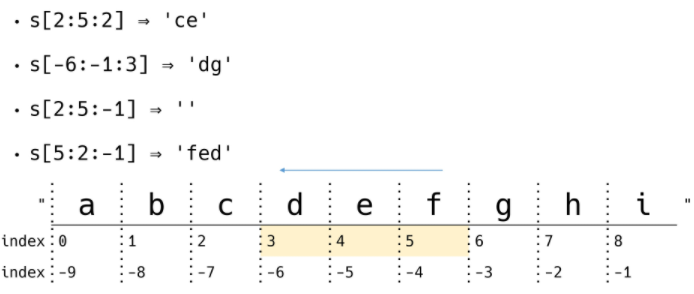 • s[2:5:2] ⇒ 'ce'
• s[-6:-1:3] ⇒ 'dg'
• s[2:5:-1] ⇒ ''
• s[5:2:-1] ⇒ 'fed'
" a b c d e f g h i "
index 0 1 2 3 4 5 6 7 8
index -9 -8 -7 -6 -5 -4 -3 -2 -1